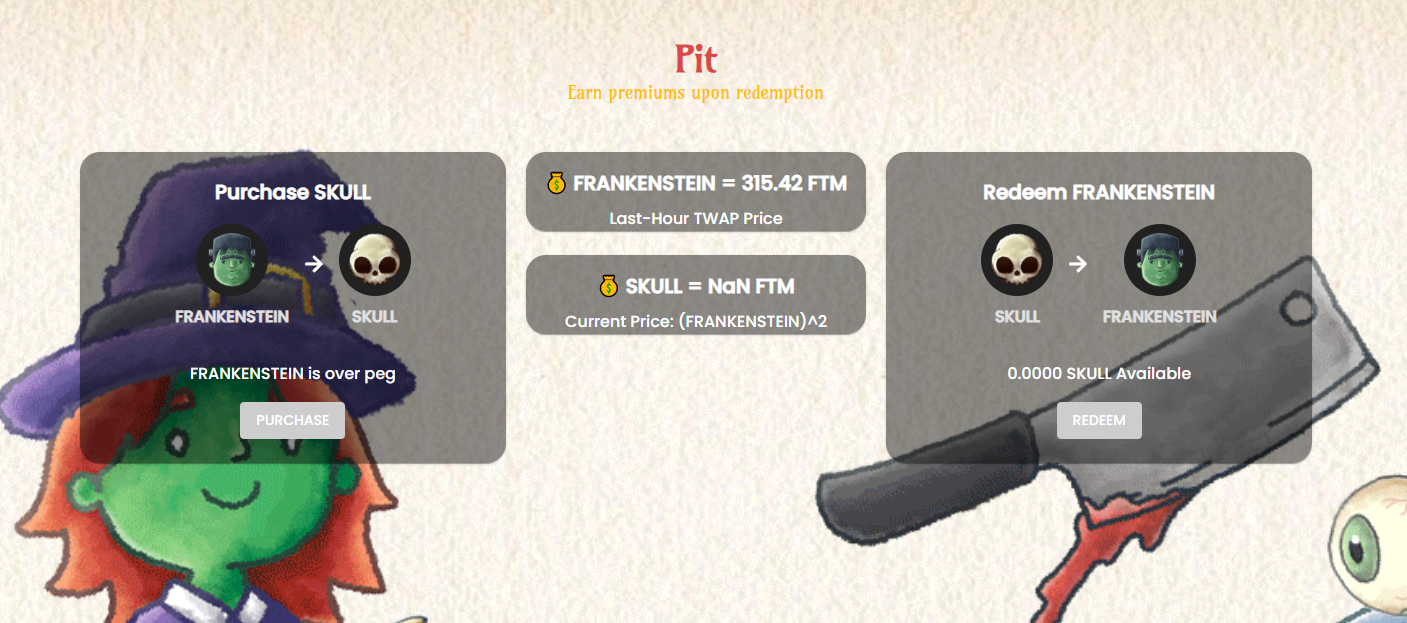 Pit
Earn premiums upon redemption
Purchase SKULL
FRANKENSTEIN
SKULL
FRANKENSTEIN is over peg
PURCHASE
FRANKENSTEIN = 315.42 FTM
Last-Hour TWAP Price
SKULL = NaN FTM
Current Price: (FRANKENSTEIN)^2
Redeem FRANKENSTEIN
SKULL
FRANKENSTEIN
0.0000 SKULL Available
REDEEM